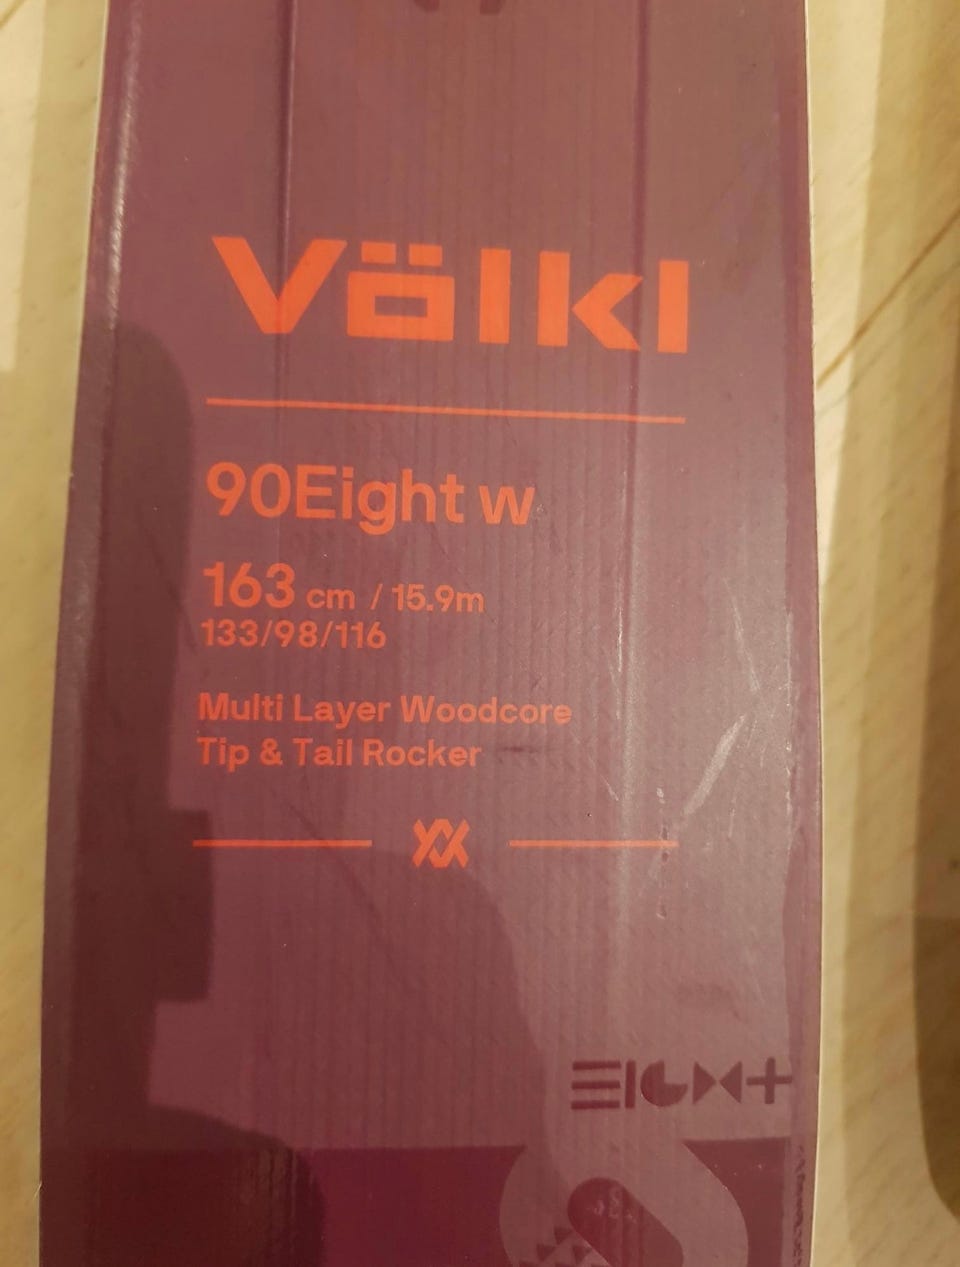 Völkl
90Eight w
163 cm / 15.9m
133/98/116
Multi Layer Woodcore
Tip & Tail Rocker
EIGHT